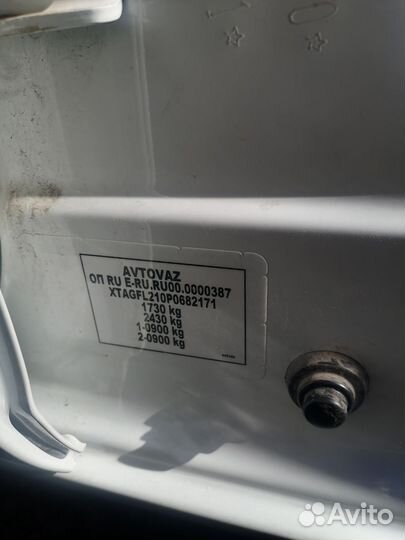 AVTOVAZ
ОП RU E-RU.RU00.0000387
XTAGFL210P0682171
1730 kg
2430 kg
1-0900 kg
2-0900 kg
Avito